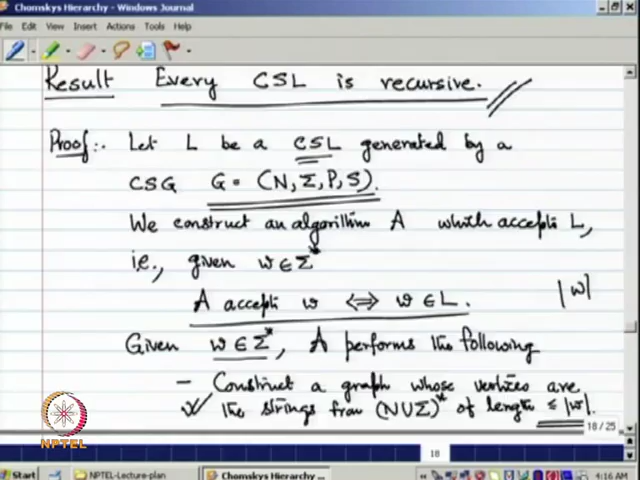 Chomskys Hierarchy - Windows Journal
File Edit View Insert Actions Tools Help
Result Every CSL is recursive.
Proof:. Let L be a CSL generated by a
CSG G = (N, Σ, P, S).
We construct an algorithm A which accepts L,
i.e., given w ∈ Σ*
A accepts w ⟺ w ∈ L. |w|
Given w ∈ Σ*, A performs the following
- Construct a graph whose vertices are
the strings from (N∪Σ)* of length ≤ |w|.
18 / 25
NPTEL
18
Start NPTEL-Lecture-plan Chomskys Hierarchy - ... 4:16 AM